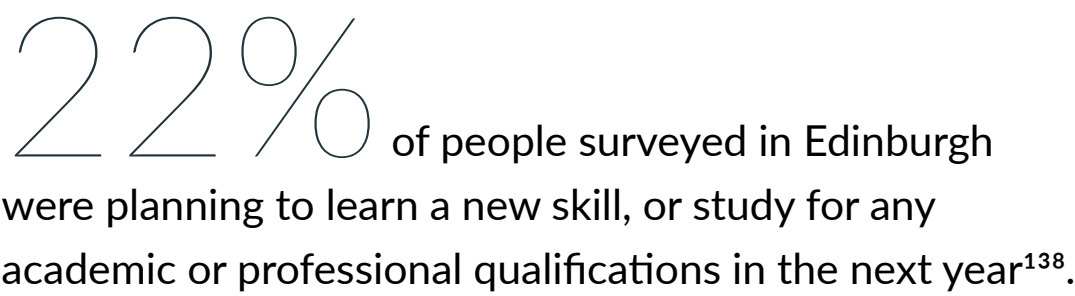 22% of people surveyed in Edinburgh
were planning to learn a new skill, or study for any
academic or professional qualifications in the next year¹³⁸.